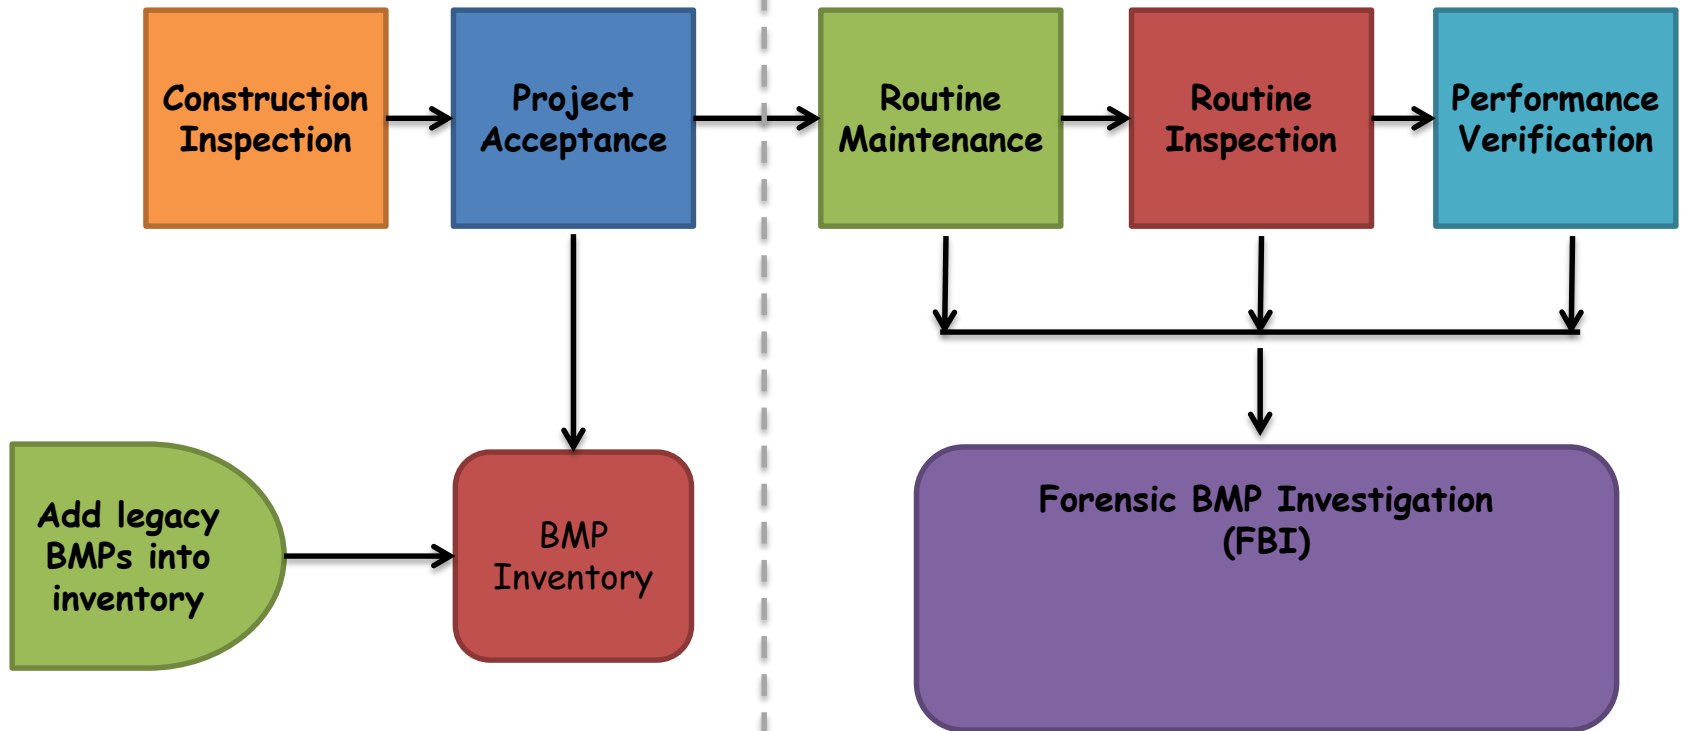 Construction
Inspection
Project
Acceptance
Routine
Maintenance
Routine
Inspection
Performance
Verification
Add legacy
BMPs into
inventory
BMP
Inventory
Forensic BMP Investigation
(FBI)